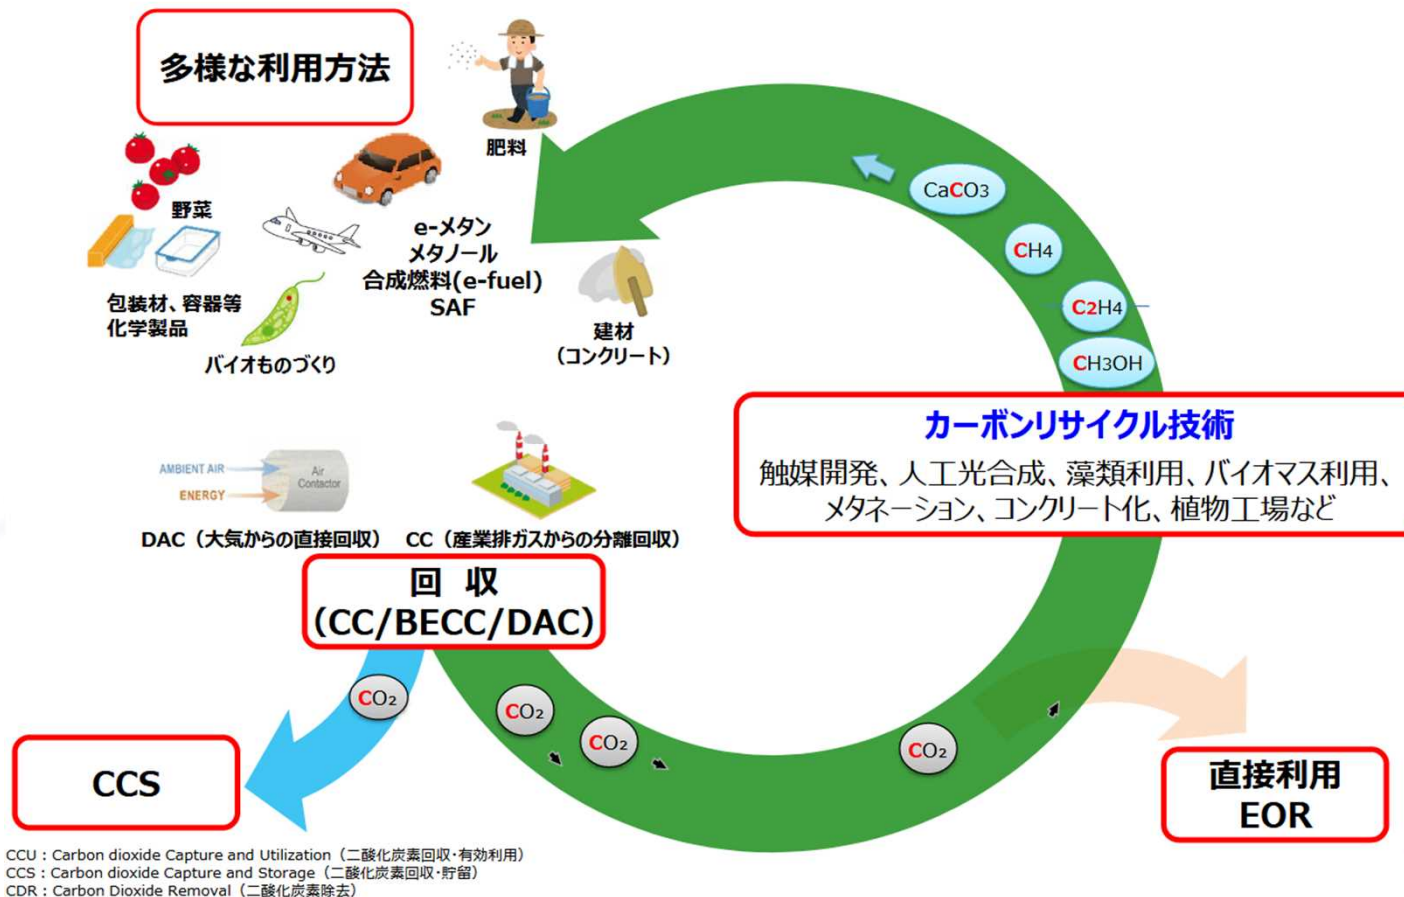 多様な利用方法
肥料
野菜
e-メタン
メタノール
合成燃料(e-fuel)
SAF
包装材、容器等
化学製品
バイオものづくり
建材
（コンクリート）
CaCO3
CH4
C2H4
CH3OH
カーボンリサイクル技術
触媒開発、人工光合成、藻類利用、バイオマス利用、
メタネーション、コンクリート化、植物工場など
AMBIENT AIR
ENERGY
Air
Contactor
DAC（大気からの直接回収）
CC（産業排ガスからの分離回収）
回 収
（CC/BECC/DAC）
CO₂
CO₂
CO₂
CO₂
CCS
直接利用
EOR
CCU：Carbon dioxide Capture and Utilization（二酸化炭素回収・有効利用）
CCS：Carbon dioxide Capture and Storage（二酸化炭素回収・貯留）
CDR：Carbon Dioxide Removal（二酸化炭素除去）